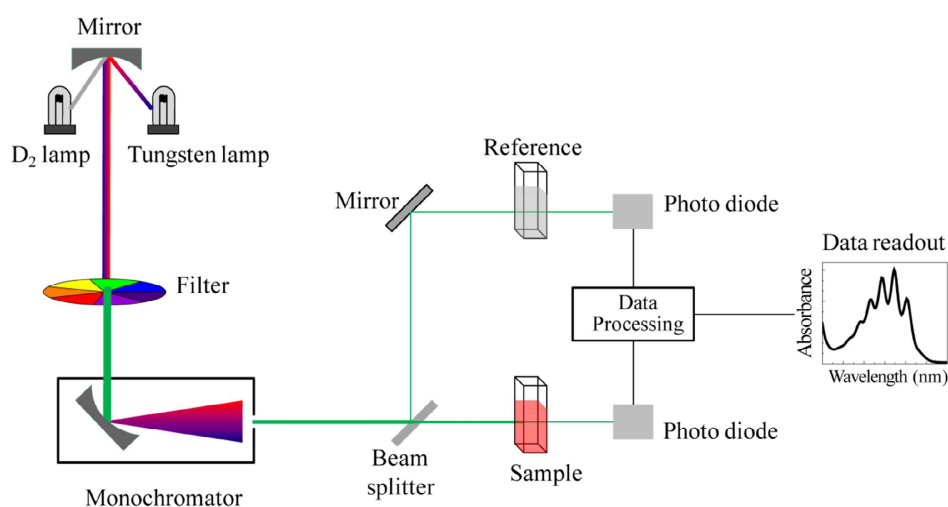 Mirror
D₂ lamp
Tungsten lamp
Filter
Monochromator
Mirror
Beam
splitter
Reference
Sample
Photo diode
Data
Processing
Photo diode
Data readout
Absorbance
Wavelength (nm)